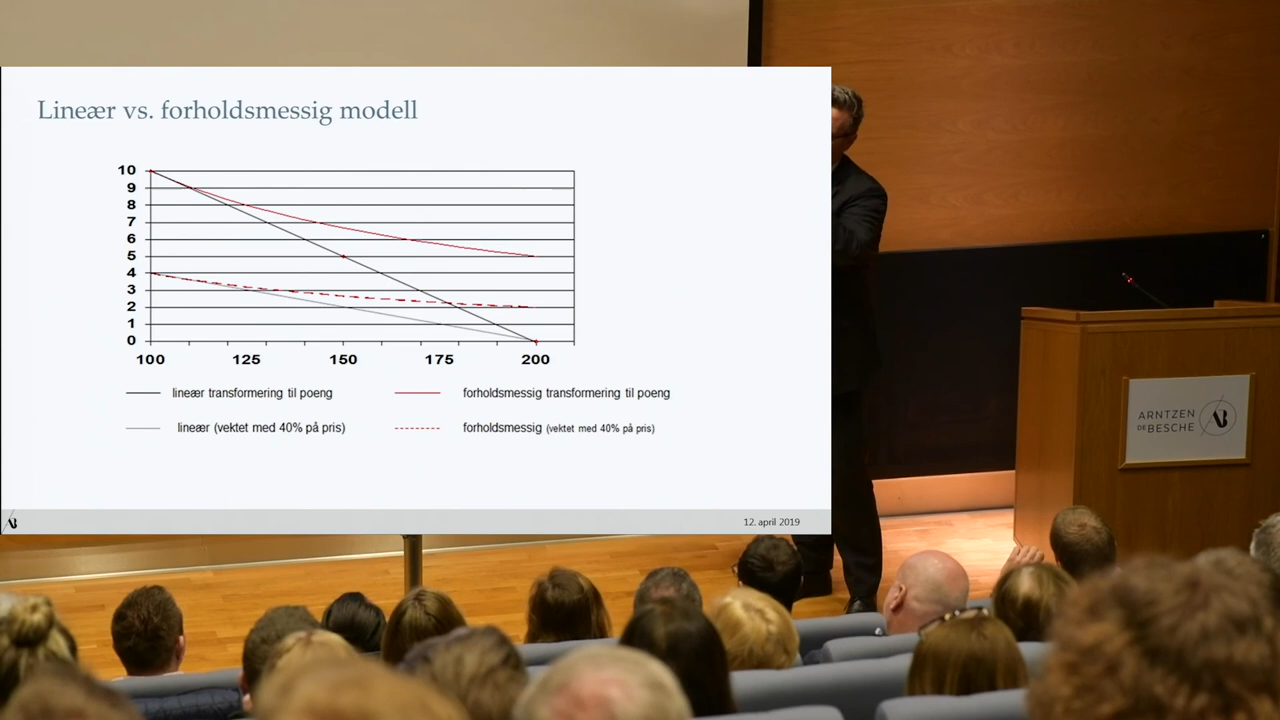 Lineær vs. forholdsmessig modell
10
9
8
7
6
5
4
3
2
1
0
100 125 150 175 200
lineær transformering til poeng
forholdsmessig transformering til poeng
lineær (vektet med 40% på pris)
forholdsmessig (vektet med 40% på pris)
12. april 2019
ARNTZEN
DE BESCHE